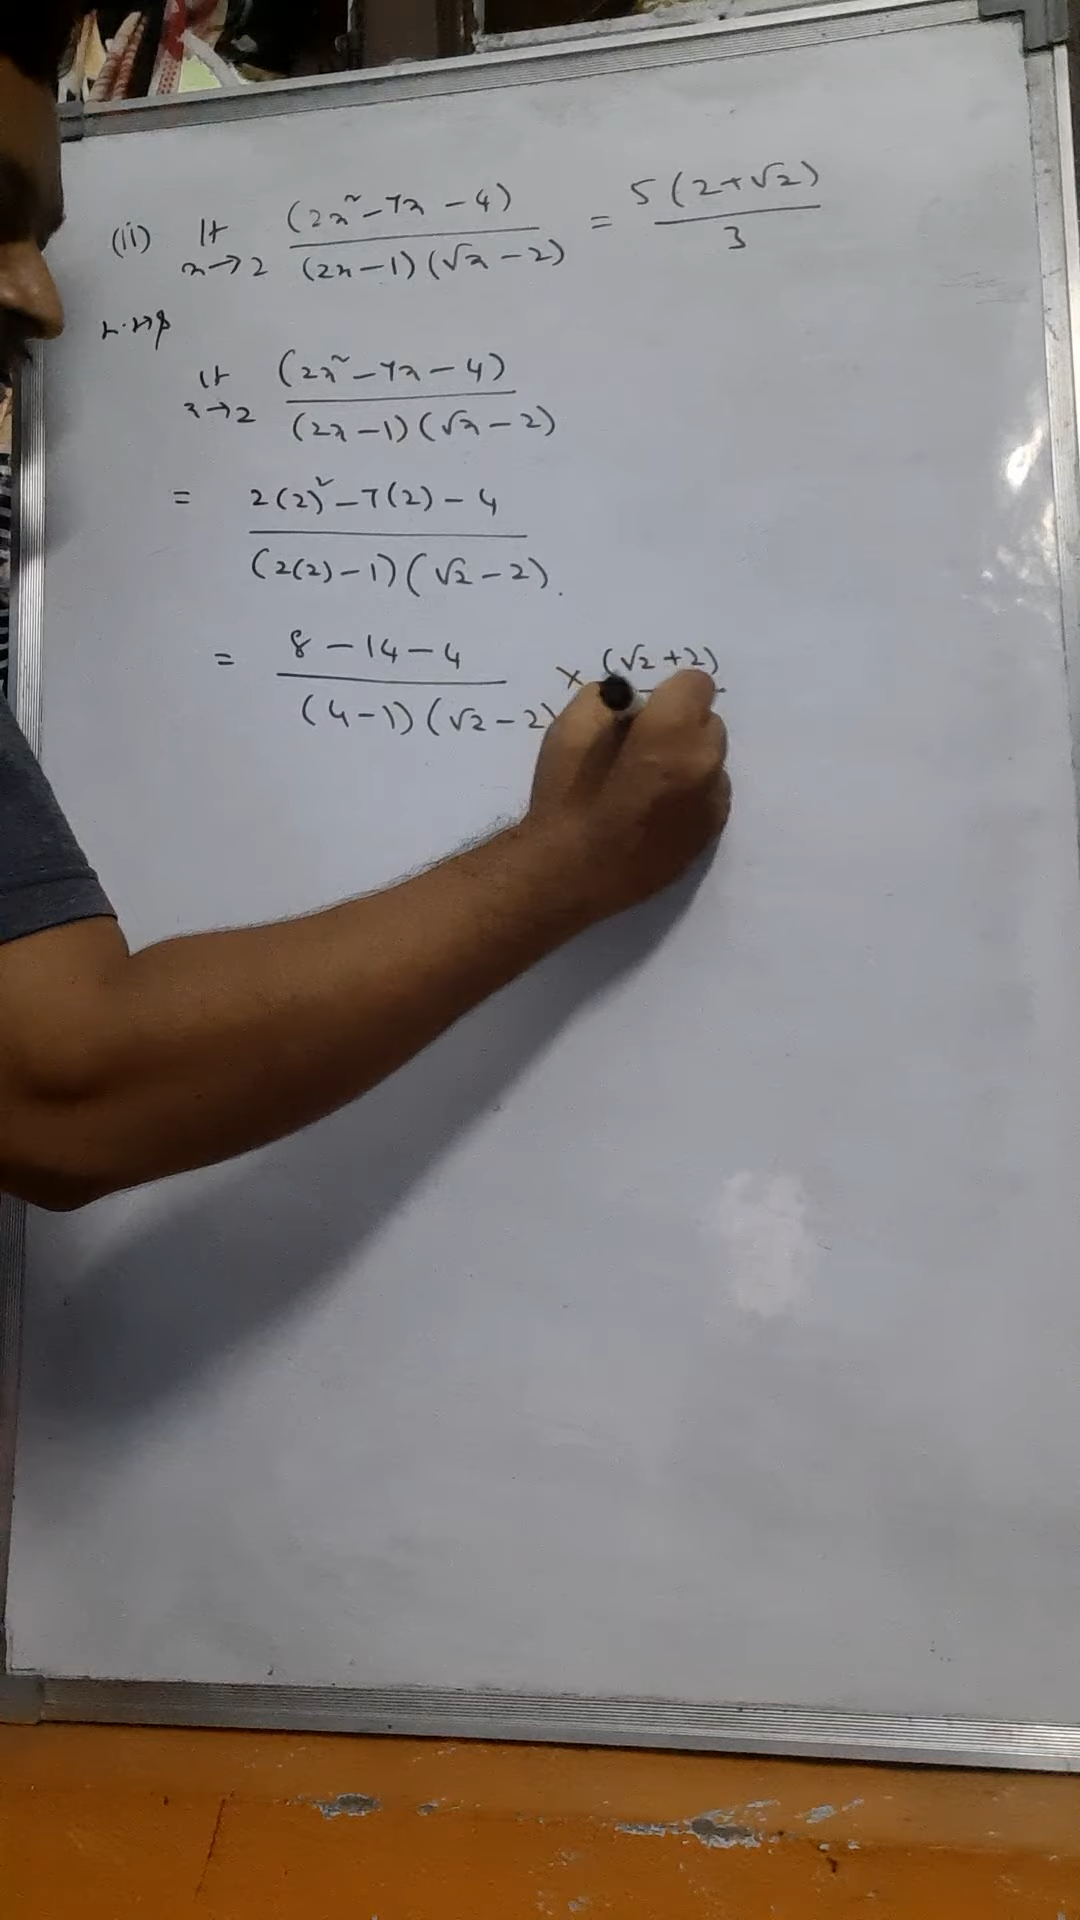 (ii) lt (2x²-7x-4) / x→2 (2x-1)(√x-2) = 5(2+√2) / 3
lt (2x²-7x-4) / x→2 (2x-1)(√x-2)
= 2(2)²-7(2)-4 / (2(2)-1)(√2-2).
= 8-14-4 / (4-1)(√2-2) × (√2+2)